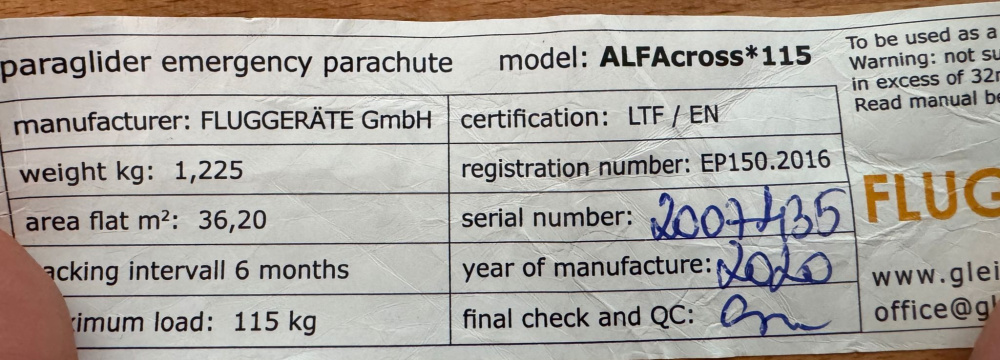 paraglider emergency parachute model: ALFAcross*115
manufacturer: FLUGGERÄTE GmbH
weight kg: 1,225
area flat m²: 36,20
acking intervall 6 months
imum load: 115 kg
certification: LTF / EN
registration number: EP150.2016
serial number: 2007435
year of manufacture: 2020
final check and QC:
To be used as a
Warning: not su
in excess of 32
Read manual be
FLUG
www.glei
office@gl